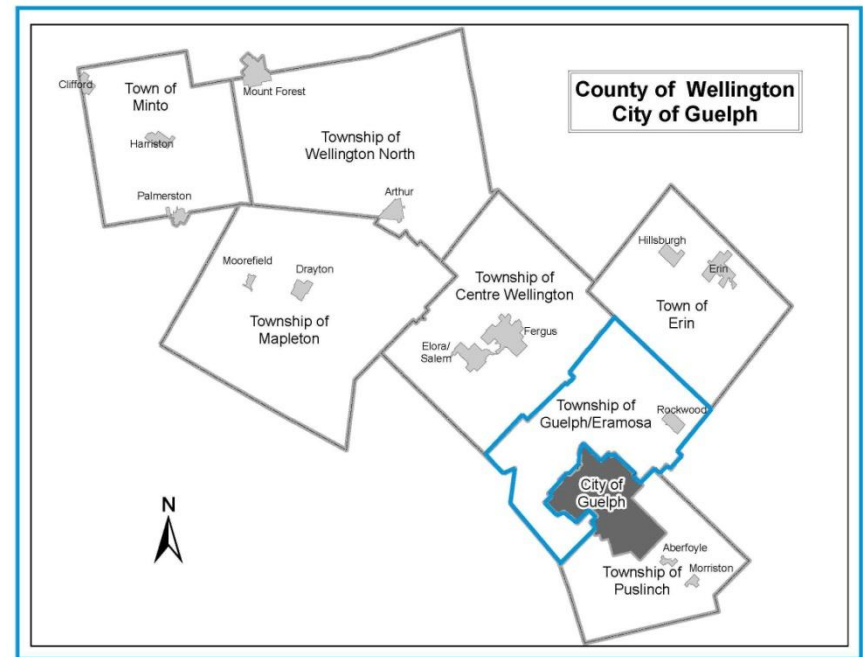 County of Wellington
City of Guelph
Clifford
Town of
Minto
Mount Forest
Harriston
Township of
Wellington North
Palmerston
Arthur
Moorefield
Drayton
Township of
Mapleton
Township of
Centre Wellington
Fergus
Elora/
Salem
Hillsburgh
Erin
Town of
Erin
Township of
Guelph/Eramosa
Rockwood
City of
Guelph
Aberfoyle
Morriston
Township of
Puslinch
N